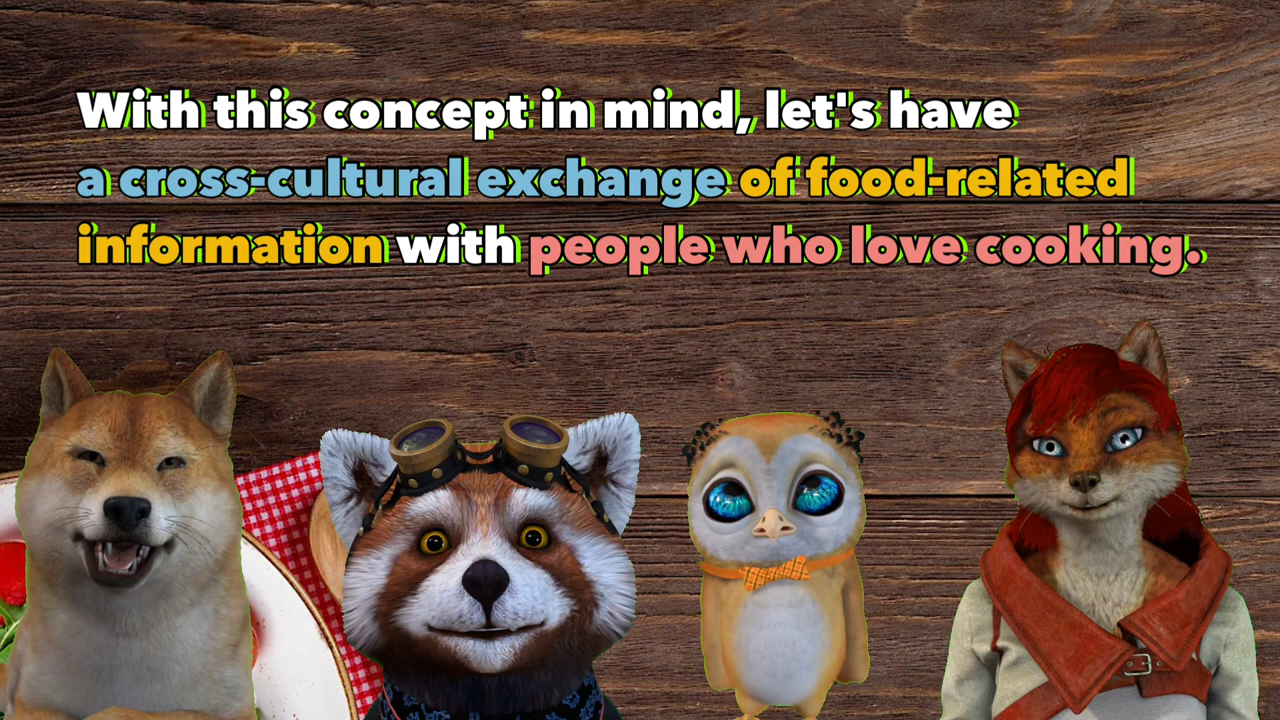 With this concept in mind, let's have
a cross-cultural exchange of food-related
information with people who love cooking.